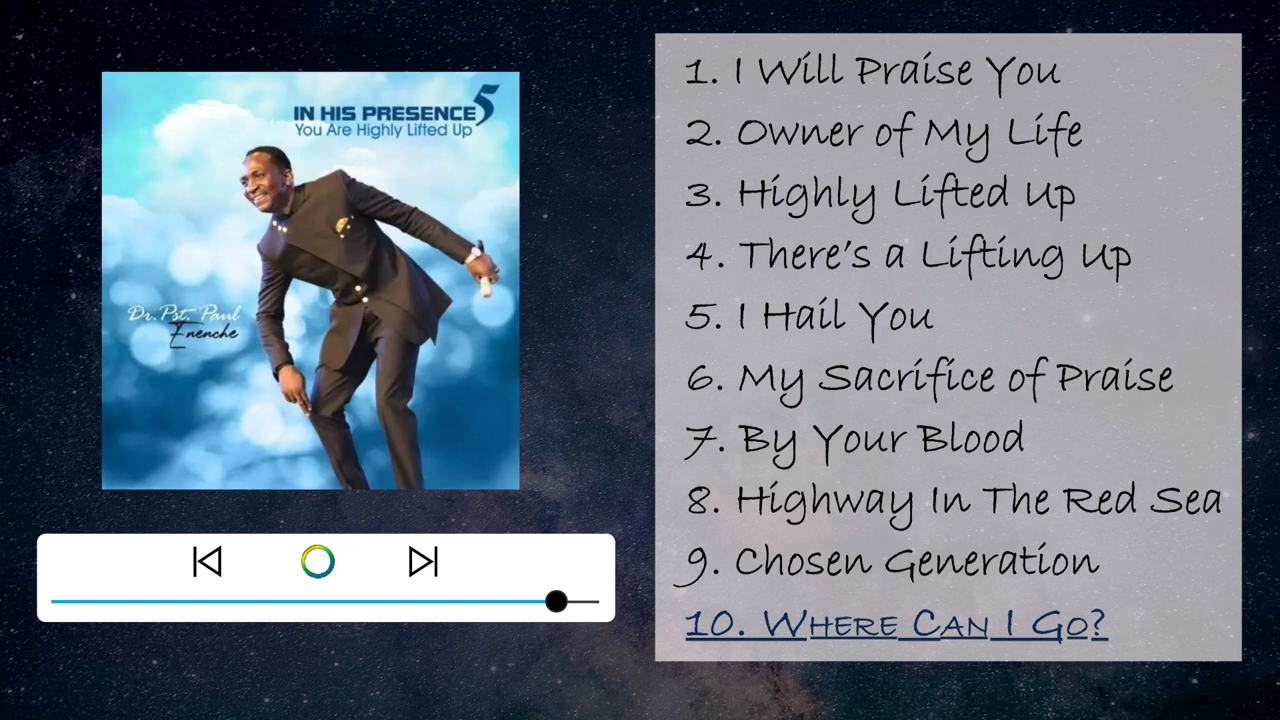 IN HIS PRESENCE 5
You Are Highly Lifted Up
Dr. Pst. Paul
Enenche
1. I Will Praise You
2. Owner of My Life
3. Highly Lifted Up
4. There's a Lifting Up
5. I Hail You
6. My Sacrifice of Praise
7. By Your Blood
8. Highway In The Red Sea
9. Chosen Generation
10. WHERE CAN I GO?